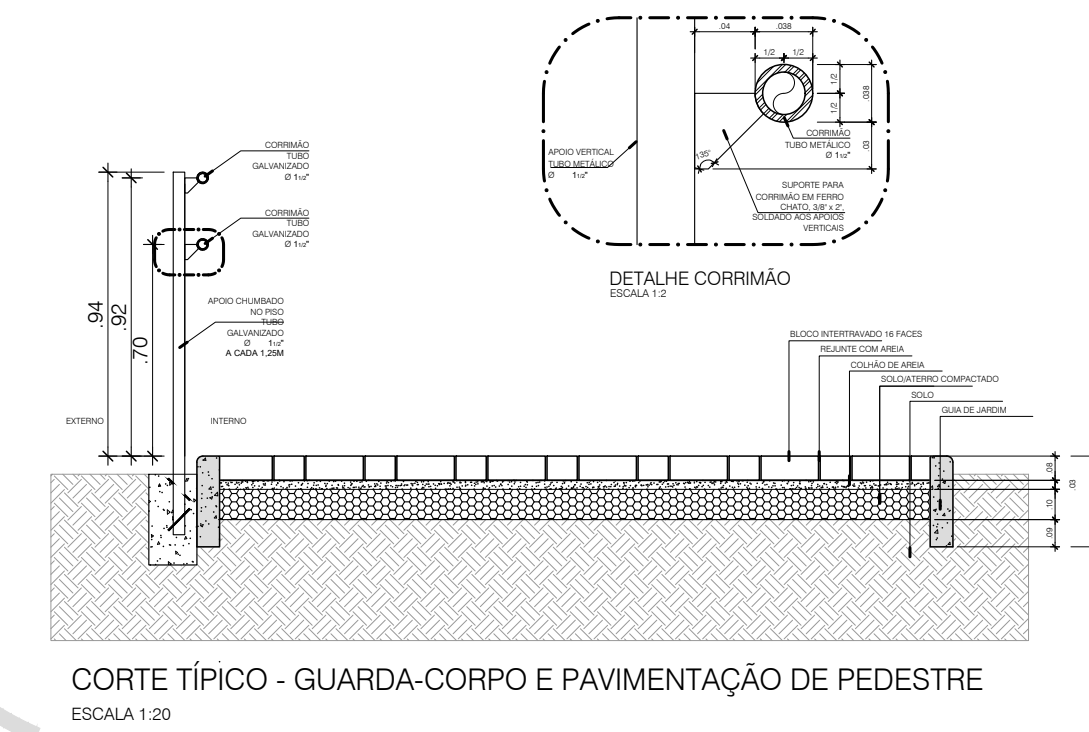 .04
.038
1/2
1/2
1/2
1/2
.038
.03
135°
APOIO VERTICAL
TUBO METÁLICO
Ø 1 1/2"
CORRIMÃO
TUBO METÁLICO
Ø 1 1/2"
SUPORTE PARA
CORRIMÃO EM FERRO
CHATO, 3/8" x 2",
SOLDADO AOS APOIOS
VERTICAIS
DETALHE CORRIMÃO
ESCALA 1:2
CORRIMÃO
TUBO
GALVANIZADO
Ø 1 1/2"
CORRIMÃO
TUBO
GALVANIZADO
Ø 1 1/2"
APOIO CHUMBADO
NO PISO
TUBO
GALVANIZADO
Ø 1 1/2"
A CADA 1,25M
.94
.92
.70
EXTERNO
INTERNO
BLOCO INTERTRAVADO 16 FACES
REJUNTE COM AREIA
COLHÃO DE AREIA
SOLO/ATERRO COMPACTADO
SOLO
GUIA DE JARDIM
.08
.03
.10
.09
CORTE TÍPICO - GUARDA-CORPO E PAVIMENTAÇÃO DE PEDESTRE
ESCALA 1:20